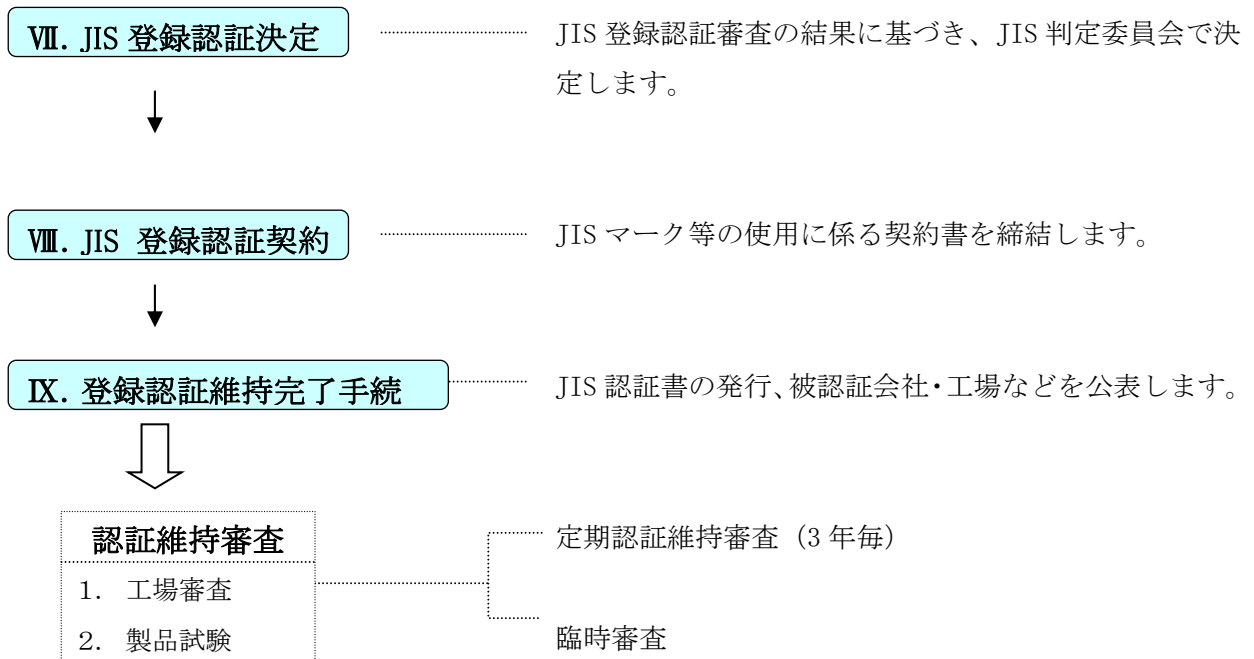 Ⅶ. JIS 登録認証決定
JIS 登録認証審査の結果に基づき、JIS 判定委員会で決
定します。
Ⅷ. JIS 登録認証契約
JIS マーク等の使用に係る契約書を締結します。
Ⅸ. 登録認証維持完了手続
JIS 認証書の発行、被認証会社・工場などを公表します。
認証維持審査
1. 工場審査
2. 製品試験
定期認証維持審査（3 年毎）
臨時審査